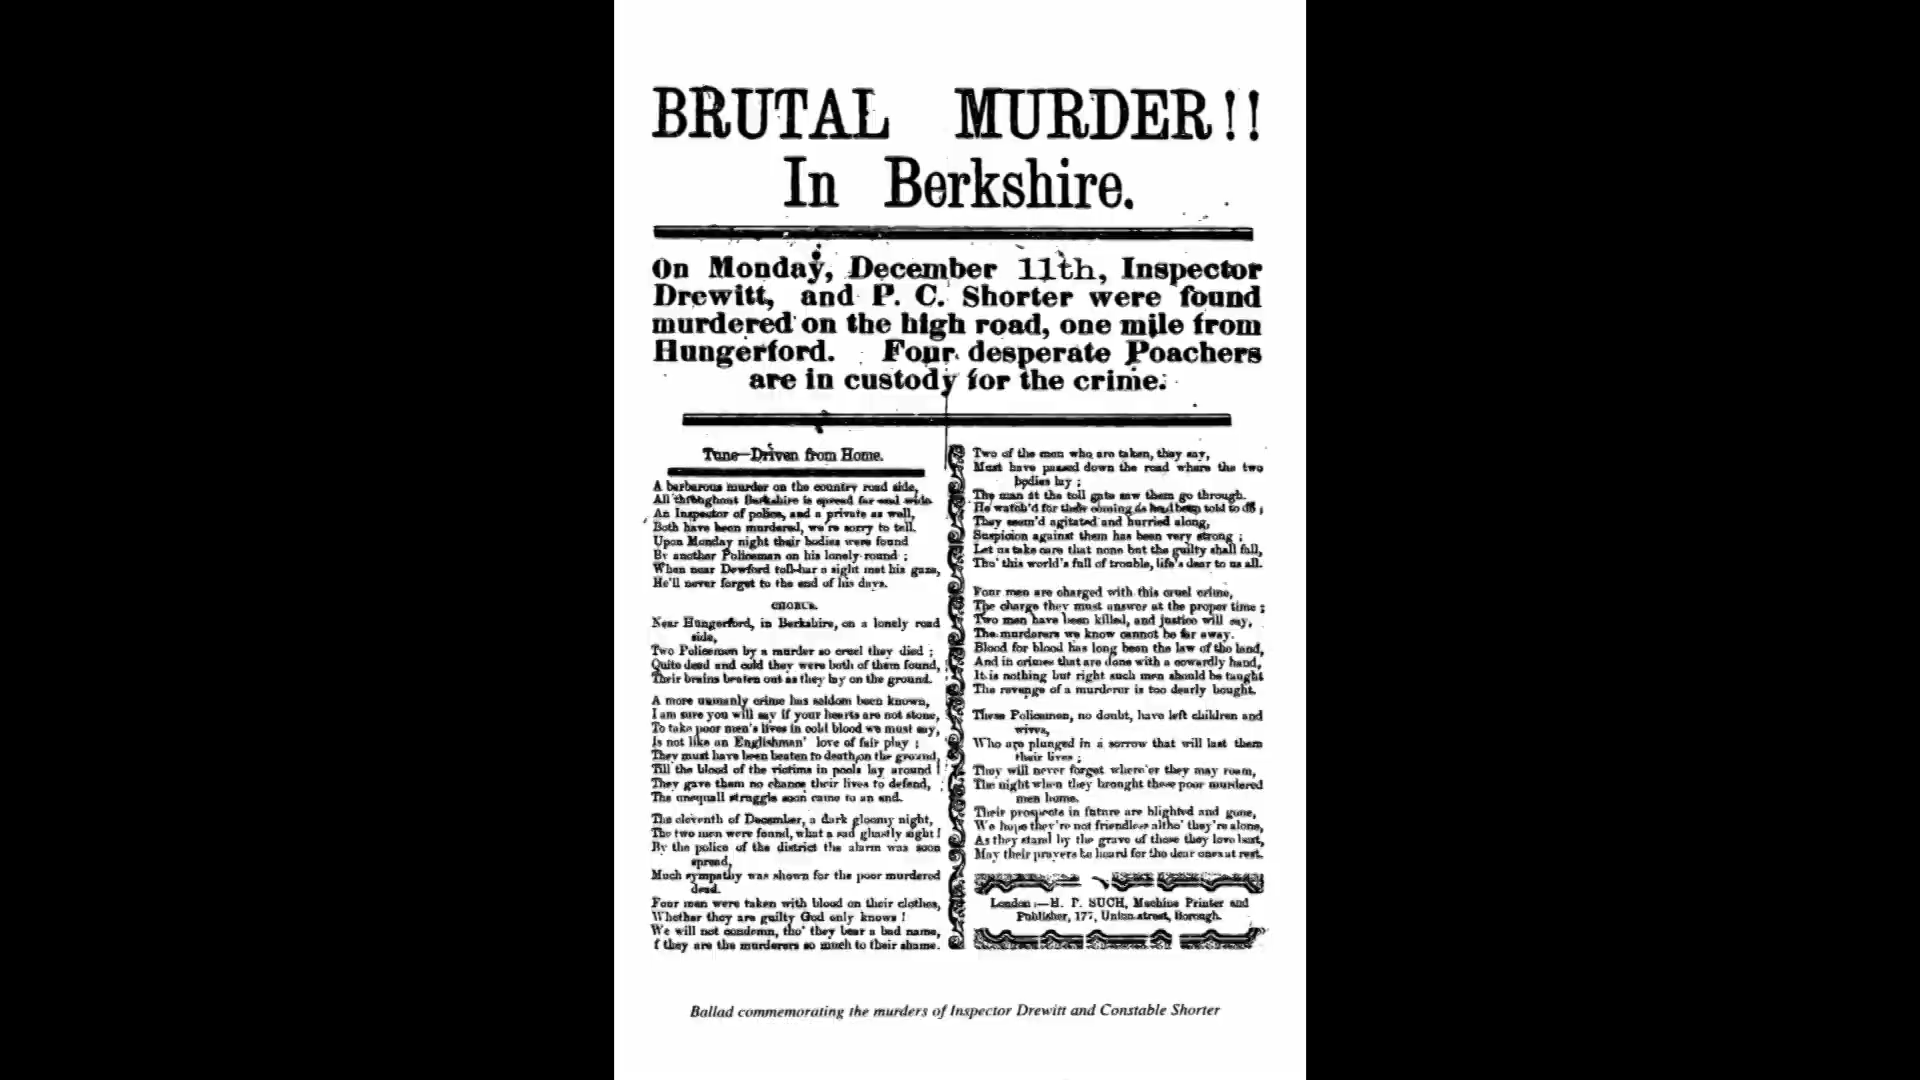 BRUTAL MURDER!!
In Berkshire.
On Monday, December 11th, Inspector
Drewitt, and P. C. Shorter were found
murdered on the high road, one mile from
Hungerford. Four desperate Poachers
are in custody for the crime.
Tune—Driven from Home.
A barbarous murder on the country road side,
All throughout Berkshire is spread far and wide
An Inspector of police, and a private as well,
Both have been murdered, we're sorry to tell.
Upon Monday night their bodies were found
By another Policeman on his lonely round ;
When near Dewford toll-bar a sight met his gaze,
He'll never forget to the end of his days.
CHORUS.
Near Hungerford, in Berkshire, on a lonely road
side,
Two Policemen by a murder so cruel they died ;
Quite dead and cold they were both of them found,
Their brains beaten out as they lay on the ground.
A more unmanly crime has seldom been known,
I am sure you will say if your hearts are not stone,
To take poor men's lives in cold blood we must say,
Is not like an Englishman' love of fair play ;
They must have been beaten to death on the ground,
Till the blood of the victims in pools lay around !
They gave them no chance their lives to defend,
The unequall struggle soon came to an end.
The eleventh of December, a dark gloomy night,
The two men were found, what a sad ghastly sight !
By the police of the district the alarm was soon
spread,
Much sympathy was shown for the poor murdered
dead.
Four men were taken with blood on their clothes,
Whether they are guilty God only knows !
We will not condemn, tho' they bear a bad name,
f they are the murderers so much to their shame.
Two of the men who are taken, they say,
Must have passed down the road where the two
bodies lay ;
The man at the toll gate saw them go through.
He watch'd for their coming as had been told to do ;
They seem'd agitated and hurried along,
Suspicion against them has been very strong ;
Let us take care that none but the guilty shall fall,
Tho' this world's full of trouble, life's dear to us all.
Four men are charged with this cruel crime,
The charge they must answer at the proper time ;
Two men have been killed, and justice will say,
The murderers we know cannot be far away.
Blood for blood has long been the law of the land,
And in crimes that are done with a cowardly hand,
It is nothing but right such men should be taught
The revenge of a murderer is too dearly bought.
These Policemen, no doubt, have left children and
wives,
Who are plunged in a sorrow that will last them
their lives ;
They will never forget where'er they may roam,
The night when they brought these poor murdered
men home.
Their prospects in future are blighted and gone,
We hope they're not friendless altho' they're alone,
As they stand by the grave of those they love best,
May their prayers be heard for the dear ones at rest.
London :—H. P. SUCH, Machine Printer and
Publisher, 177, Union-street, Borough.
Ballad commemorating the murders of Inspector Drewitt and Constable Shorter